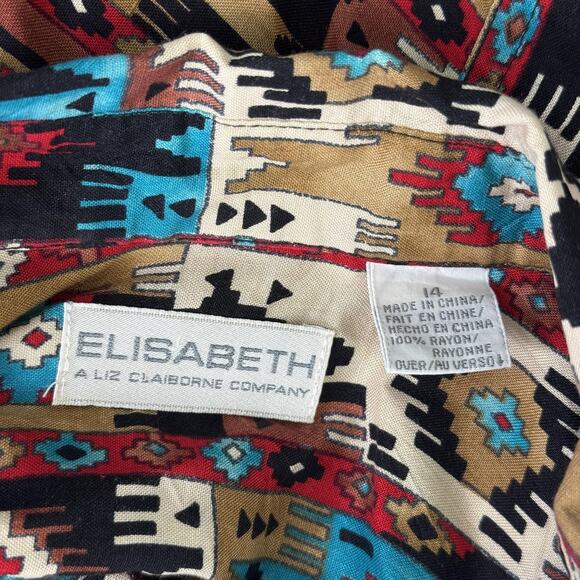 ELISABETH
A LIZ CLAIBORNE COMPANY
14
MADE IN CHINA/
FAIT EN CHINE/
HECHO EN CHINA
100% RAYON/
RAYONNE
OVER/AU VERSO